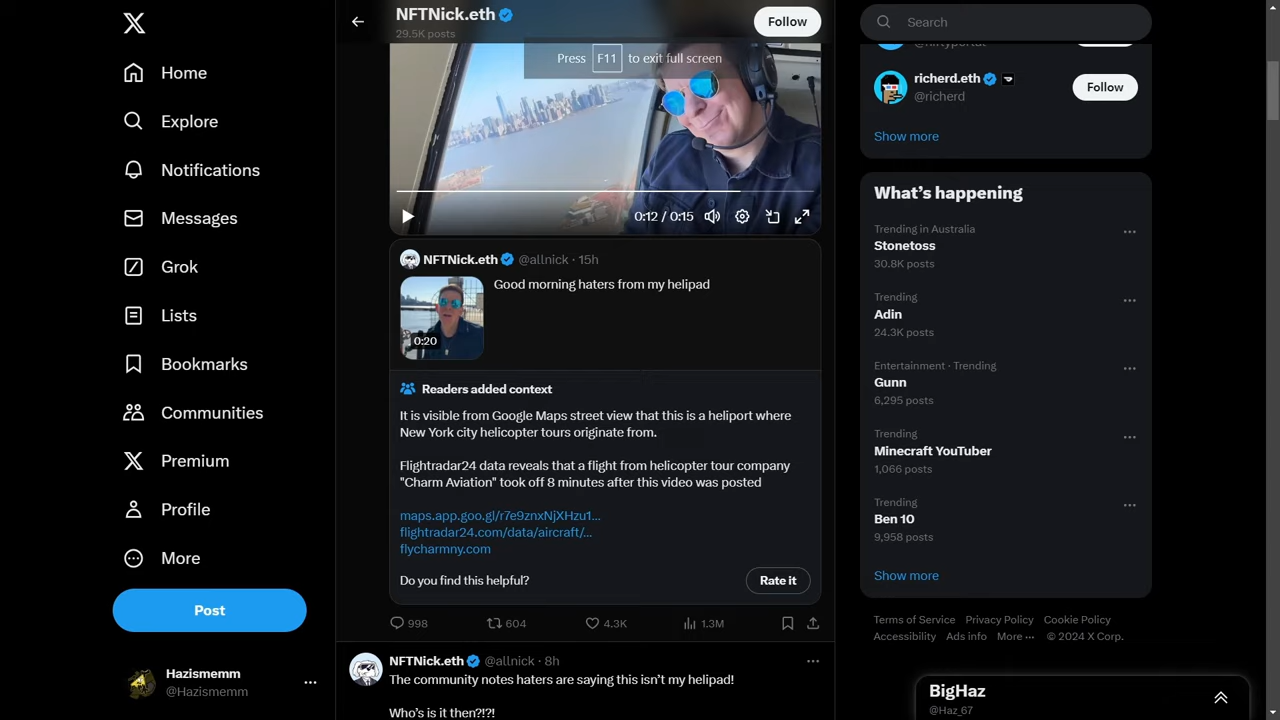 Home
Explore
Notifications
Messages
Grok
Lists
Bookmarks
Communities
Premium
Profile
More
Post
Hazismemm
@Hazismemm
NFTNick.eth
29.5K posts
Follow
Press F11 to exit full screen
0:12 / 0:15
NFTNick.eth @allnick · 15h
Good morning haters from my helipad
0:20
Readers added context
It is visible from Google Maps street view that this is a heliport where
New York city helicopter tours originate from.
Flightradar24 data reveals that a flight from helicopter tour company
"Charm Aviation" took off 8 minutes after this video was posted
maps.app.goo.gl/r7e9znxNjXHzu1...
flightradar24.com/data/aircraft/...
flycharmny.com
Do you find this helpful?
Rate it
998
604
4.3K
1.3M
NFTNick.eth @allnick · 8h
The community notes haters are saying this isn't my helipad!
Who's is it then?!?!
Search
@niftyportal
richerd.eth
@richerd
Follow
Show more
What's happening
Trending in Australia
Stonetoss
30.8K posts
Trending
Adin
24.3K posts
Entertainment · Trending
Gunn
6,295 posts
Trending
Minecraft YouTuber
1,066 posts
Trending
Ben 10
9,958 posts
Show more
Terms of Service Privacy Policy Cookie Policy
Accessibility Ads info More ··· © 2024 X Corp.
BigHaz
@Haz_67